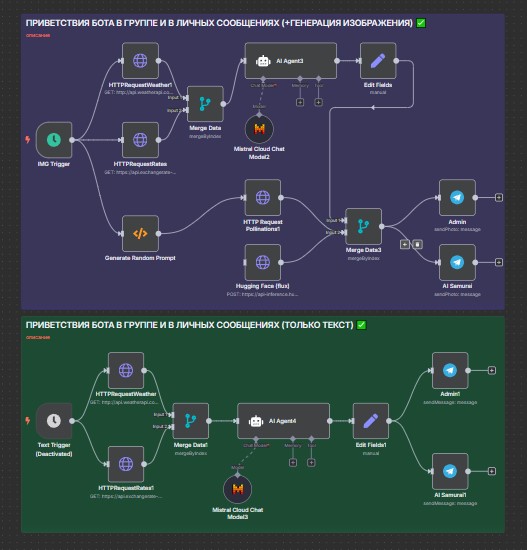 ПРИВЕТСТВИЯ БОТА В ГРУППЕ И В ЛИЧНЫХ СООБЩЕНИЯХ (+ГЕНЕРАЦИЯ ИЗОБРАЖЕНИЯ) ✅
описание
HTTPRequestWeather1
GET: http://api.weatherapi.co...
IMG Trigger
HTTPRequestRates
GET: https://api.exchangerate-...
Generate Random Prompt
Input 1
Input 2
Merge Data
mergeByIndex
AI Agent3
Chat Model*
Memory
Tool
Model
Mistral Cloud Chat
Model2
Edit Fields
manual
HTTP Request
Pollinations1
Hugging Face (flux)
POST: https://api-inference.hu...
Input 1
Input 2
Merge Data3
mergeByIndex
Admin
sendPhoto: message
AI Samurai
sendPhoto: message
ПРИВЕТСТВИЯ БОТА В ГРУППЕ И В ЛИЧНЫХ СООБЩЕНИЯХ (ТОЛЬКО ТЕКСТ) ✅
описание
HTTPRequestWeather
GET: http://api.weatherapi.co...
Text Trigger
(Deactivated)
HTTPRequestRates1
GET: https://api.exchangerate-...
Input 1
Input 2
Merge Data1
mergeByIndex
AI Agent4
Chat Model*
Memory
Tool
Model
Mistral Cloud Chat
Model3
Edit Fields1
manual
Admin1
sendMessage: message
AI Samurai1
sendMessage: message